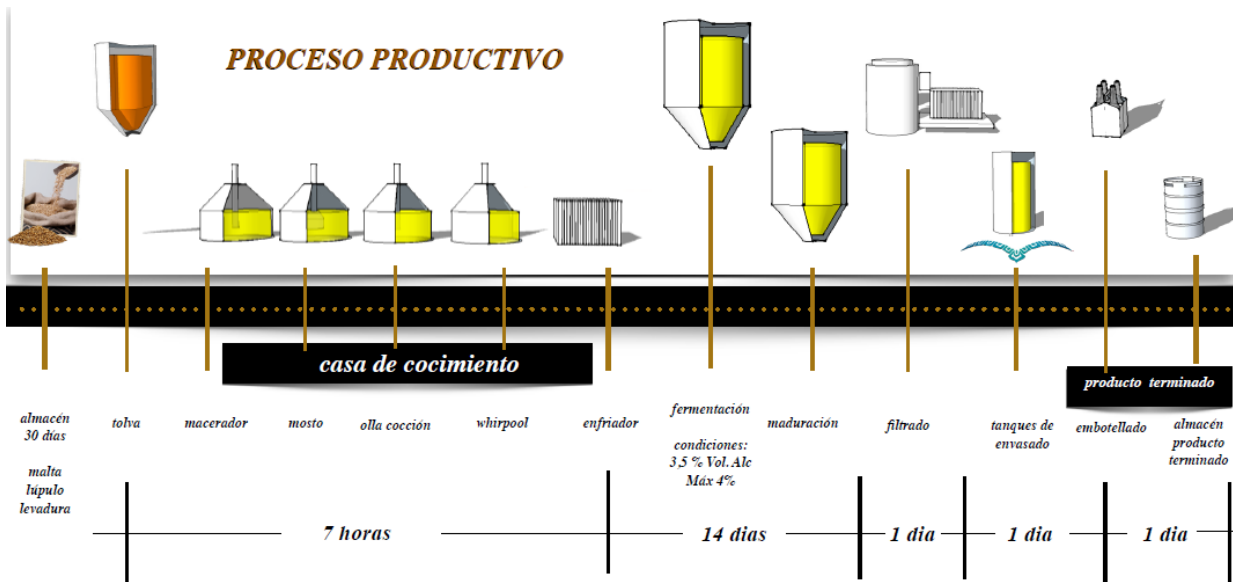 PROCESO PRODUCTIVO
casa de cocimiento
producto terminado
almacén
30 días
malta
lúpulo
levadura
tolva
macerador
mosto
olla cocción
whirpool
enfriador
fermentación
condiciones:
3,5 % Vol. Alc
Máx 4%
maduración
filtrado
tanques de
envasado
embotellado
almacén
producto
terminado
7 horas
14 dias
1 dia
1 dia
1 dia